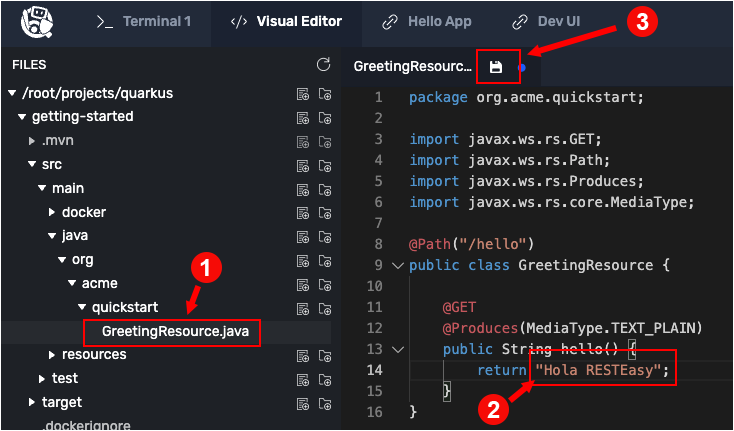 >_ Terminal 1
</> Visual Editor
Hello App
Dev UI
3
FILES
/root/projects/quarkus
getting-started
.mvn
src
main
docker
java
org
1
acme
quickstart
GreetingResource.java
resources
test
target
.dockerignore
GreetingResourc...
1 package org.acme.quickstart;
2
3 import javax.ws.rs.GET;
4 import javax.ws.rs.Path;
5 import javax.ws.rs.Produces;
6 import javax.ws.rs.core.MediaType;
7
8 @Path("/hello")
9 public class GreetingResource {
10
11 @GET
12 @Produces(MediaType.TEXT_PLAIN)
13 public String hello() {
14 return "Hola RESTEasy";
15 }
2
16 }